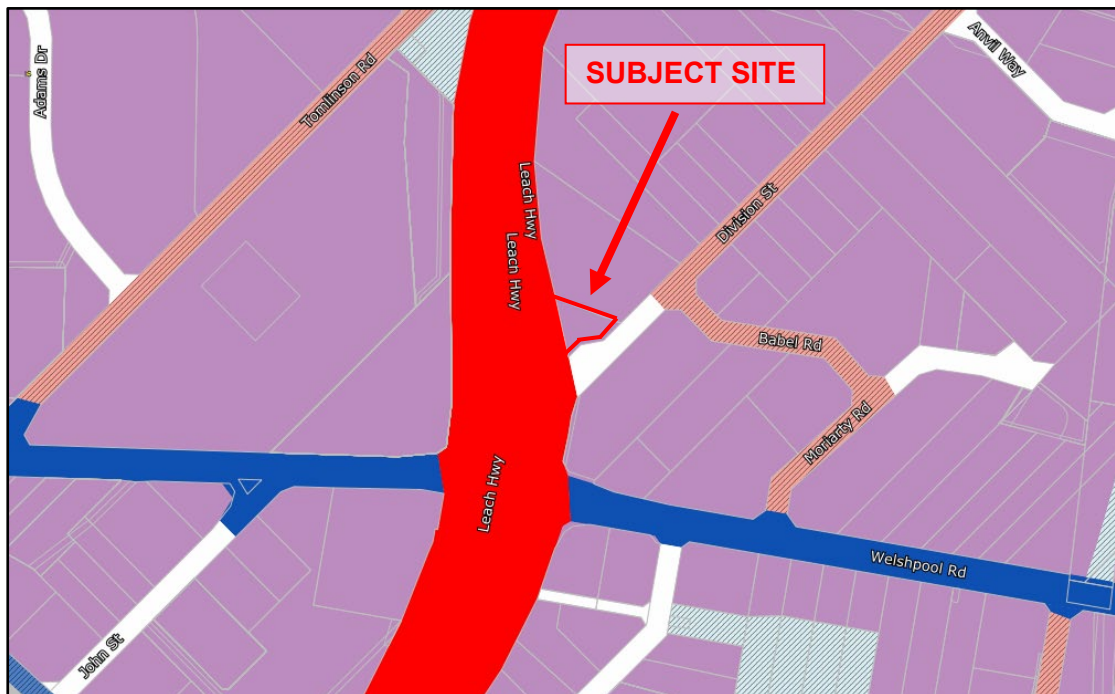 Adams Dr
Tomlinson Rd
SUBJECT SITE
Anvil Way
Leach Hwy
Leach Hwy
Division St
Babel Rd
Moriarty Rd
Leach Hwy
Welshpool Rd
John St